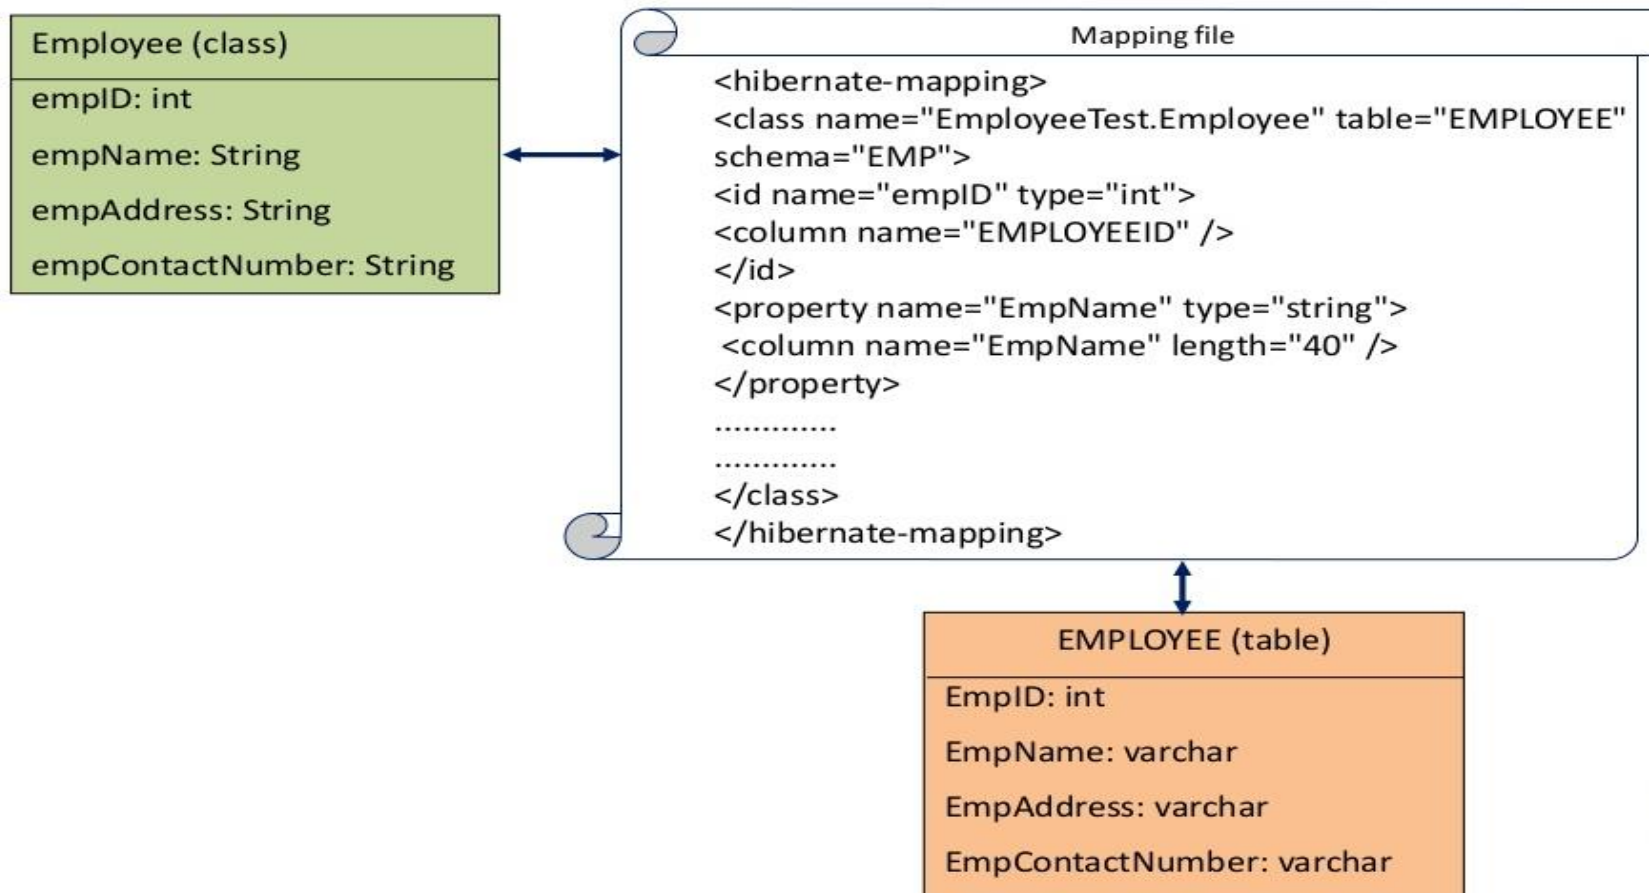 Employee (class)
empID: int
empName: String
empAddress: String
empContactNumber: String
Mapping file
<hibernate-mapping>
<class name="EmployeeTest.Employee" table="EMPLOYEE"
schema="EMP">
<id name="empID" type="int">
<column name="EMPLOYEEID" />
</id>
<property name="EmpName" type="string">
<column name="EmpName" length="40" />
</property>
.............
.............
</class>
</hibernate-mapping>
EMPLOYEE (table)
EmpID: int
EmpName: varchar
EmpAddress: varchar
EmpContactNumber: varchar